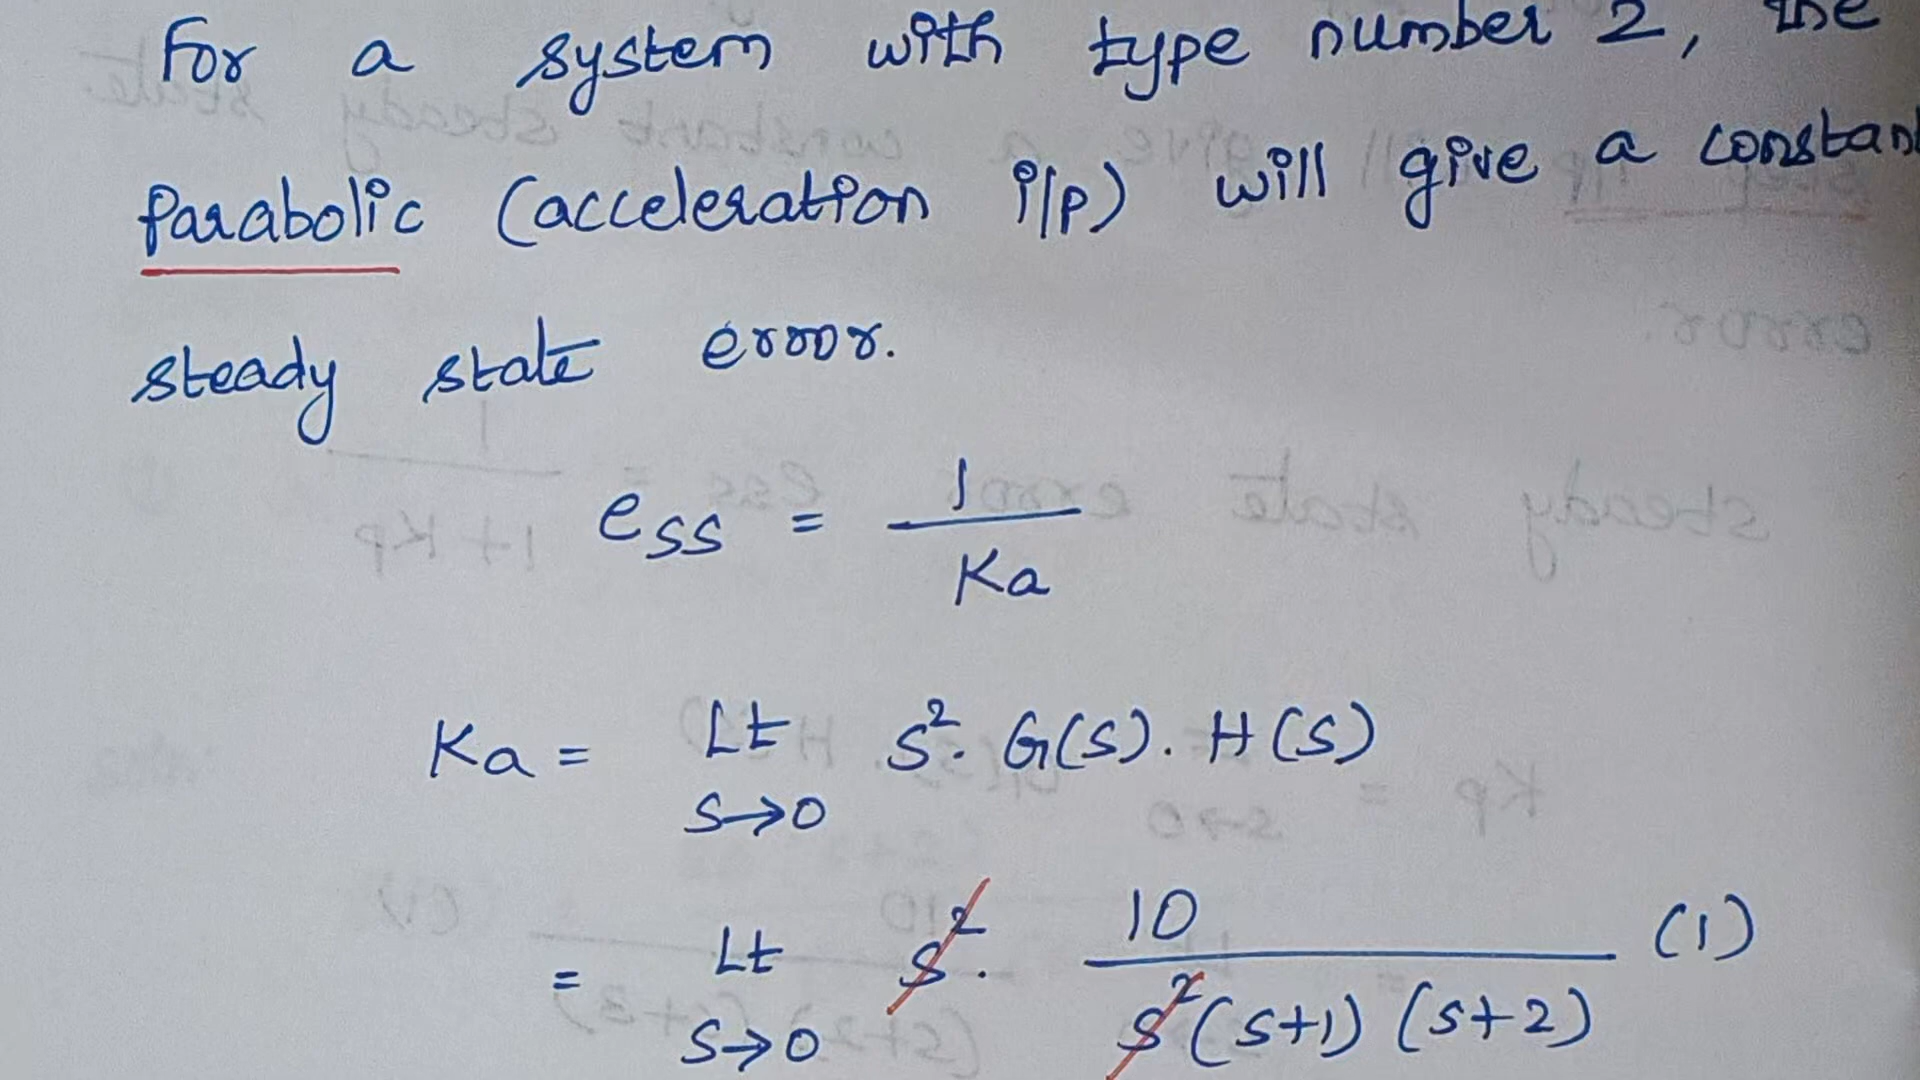 For a system with type number 2, the
parabolic (acceleration i/p) will give a constant
steady state error.
ess = 1/Ka
Ka = Lt s→0 s². G(s). H(s)
= Lt s→0 s². 10/(s²(s+1)(s+2)) (1)